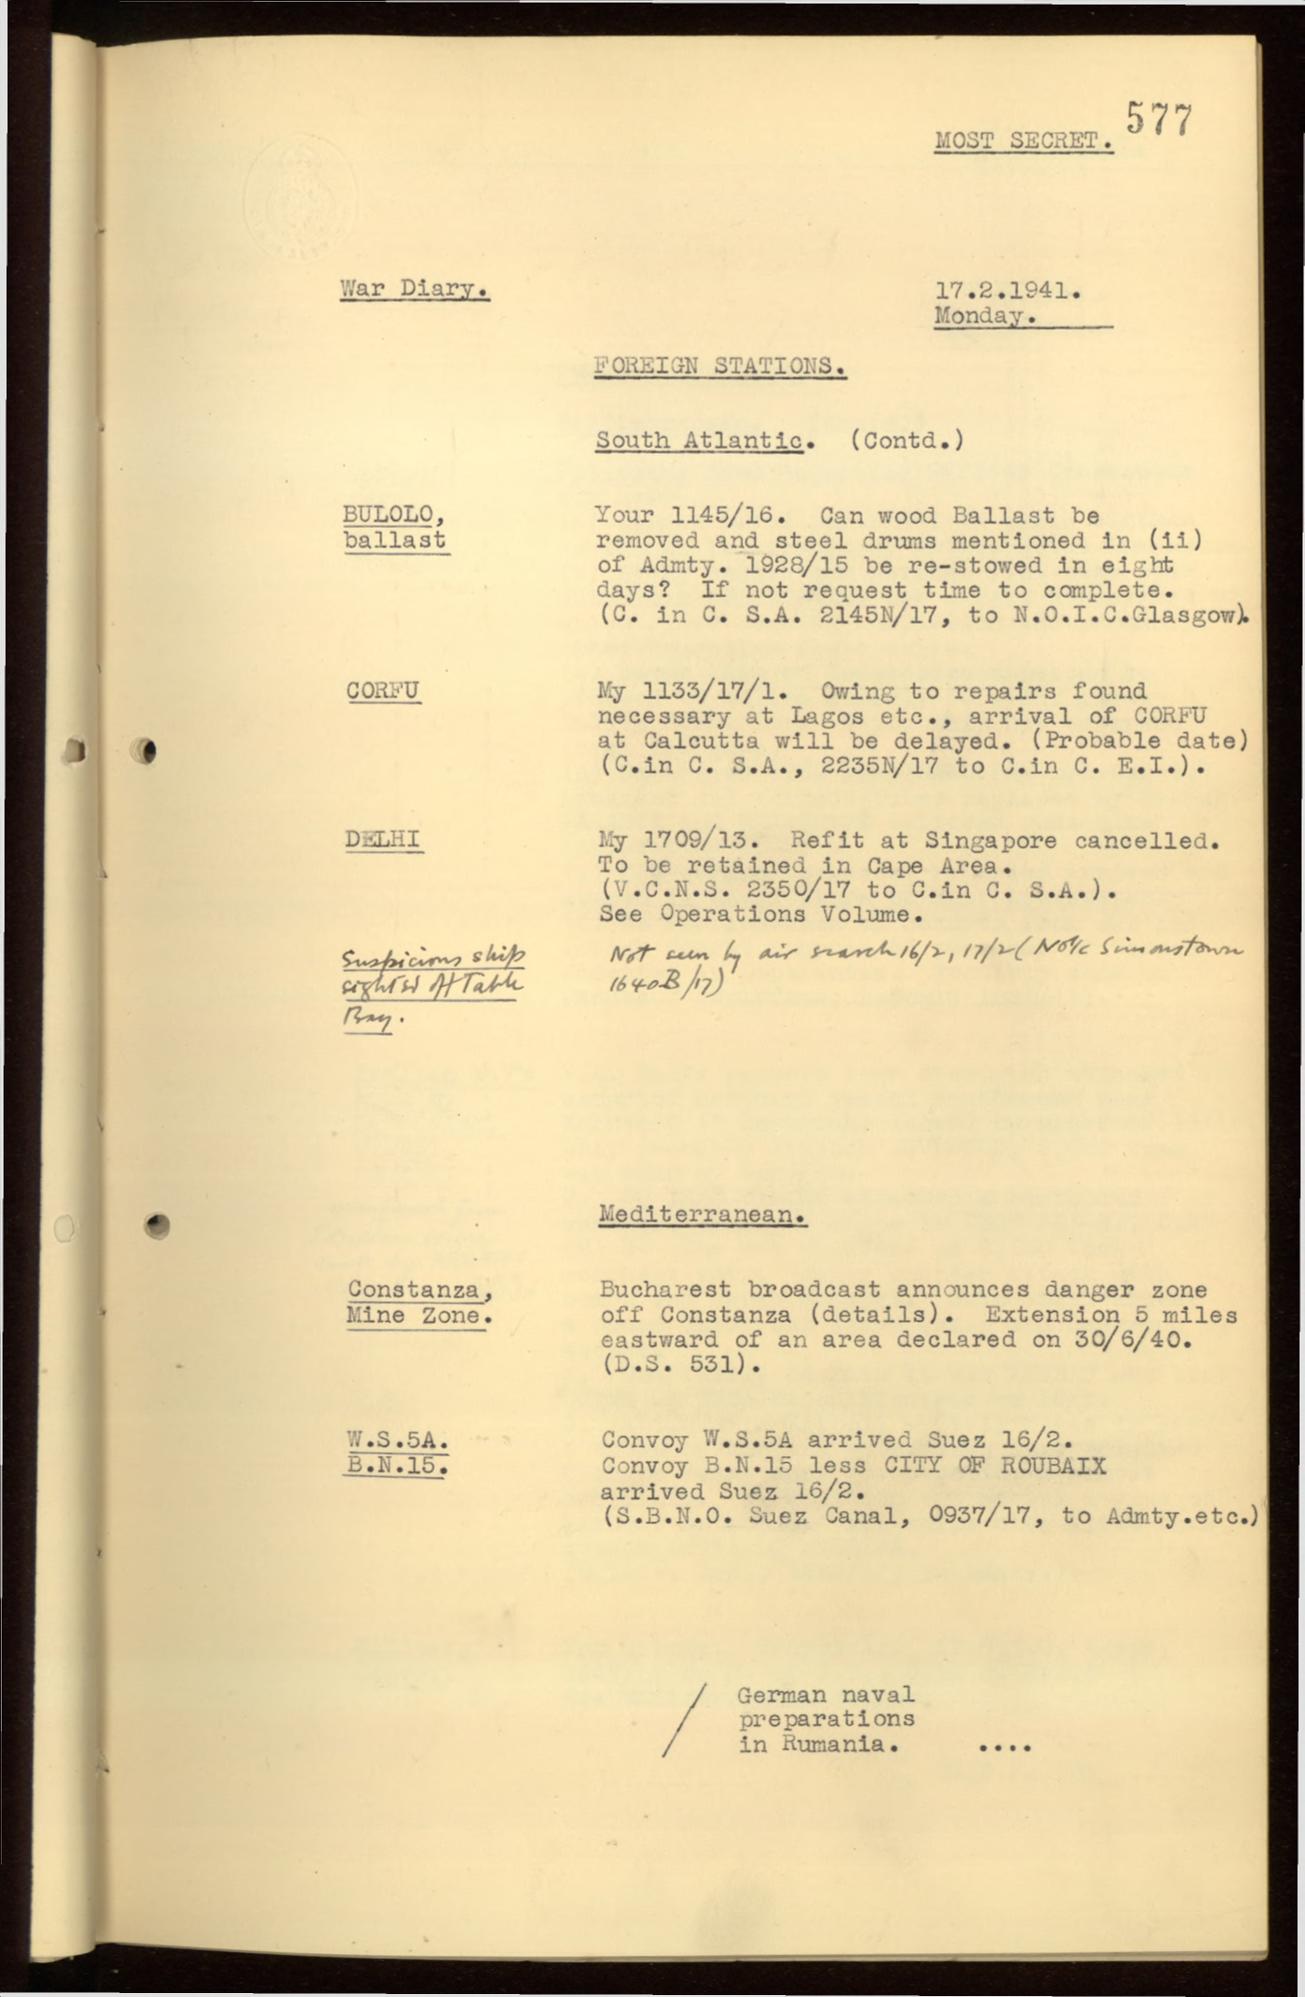 577
MOST SECRET.
War Diary.
17.2.1941.
Monday.
FOREIGN STATIONS.
South Atlantic. (Contd.)
BULOLO,
ballast
Your 1145/16. Can wood Ballast be
removed and steel drums mentioned in (ii)
of Admty. 1928/15 be re-stowed in eight
days? If not request time to complete.
(C. in C. S.A. 2145N/17, to N.O.I.C.Glasgow).
CORFU
My 1133/17/1. Owing to repairs found
necessary at Lagos etc., arrival of CORFU
at Calcutta will be delayed. (Probable date)
(C.in C. S.A., 2235N/17 to C.in C. E.I.).
DELHI
My 1709/13. Refit at Singapore cancelled.
To be retained in Cape Area.
(V.C.N.S. 2350/17 to C.in C. S.A.).
See Operations Volume.
Suspicious ship
sighted off Table
Bay.
Not seen by air search 16/2, 17/2 ( Simonstown
1640B/17)
Mediterranean.
Constanza,
Mine Zone.
Bucharest broadcast announces danger zone
off Constanza (details). Extension 5 miles
eastward of an area declared on 30/6/40.
(D.S. 531).
W.S.5A.
B.N.15.
Convoy W.S.5A arrived Suez 16/2.
Convoy B.N.15 less CITY OF ROUBAIX
arrived Suez 16/2.
(S.B.N.O. Suez Canal, 0937/17, to Admty.etc.)
/ German naval
preparations
in Rumania. ....